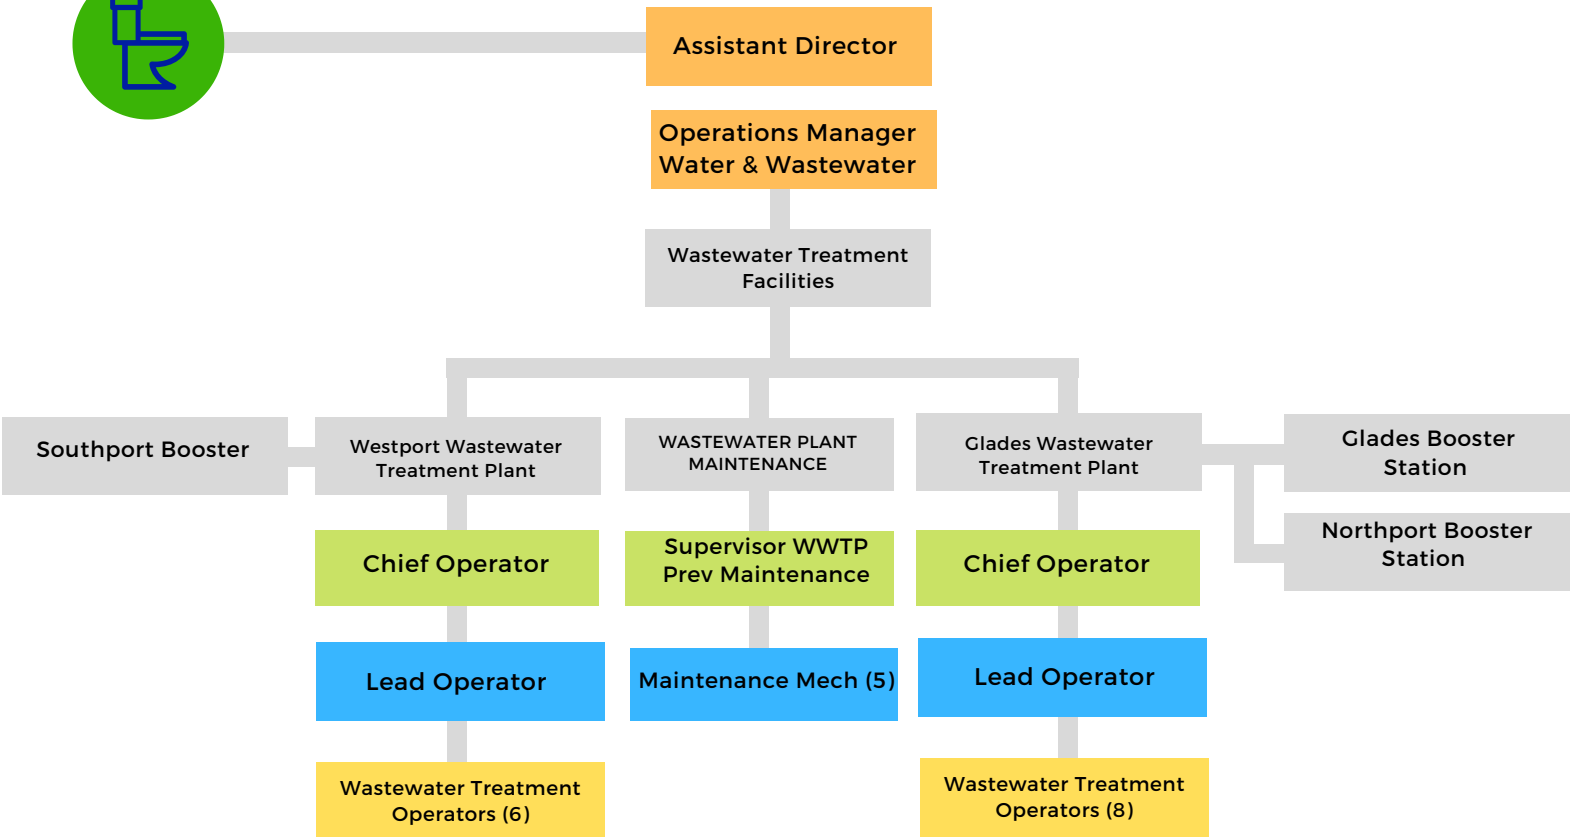 Assistant Director
Operations Manager
Water & Wastewater
Wastewater Treatment
Facilities
Southport Booster
Westport Wastewater
Treatment Plant
WASTEWATER PLANT
MAINTENANCE
Glades Wastewater
Treatment Plant
Glades Booster
Station
Northport Booster
Station
Chief Operator
Supervisor WWTP
Prev Maintenance
Chief Operator
Lead Operator
Maintenance Mech (5)
Lead Operator
Wastewater Treatment
Operators (6)
Wastewater Treatment
Operators (8)